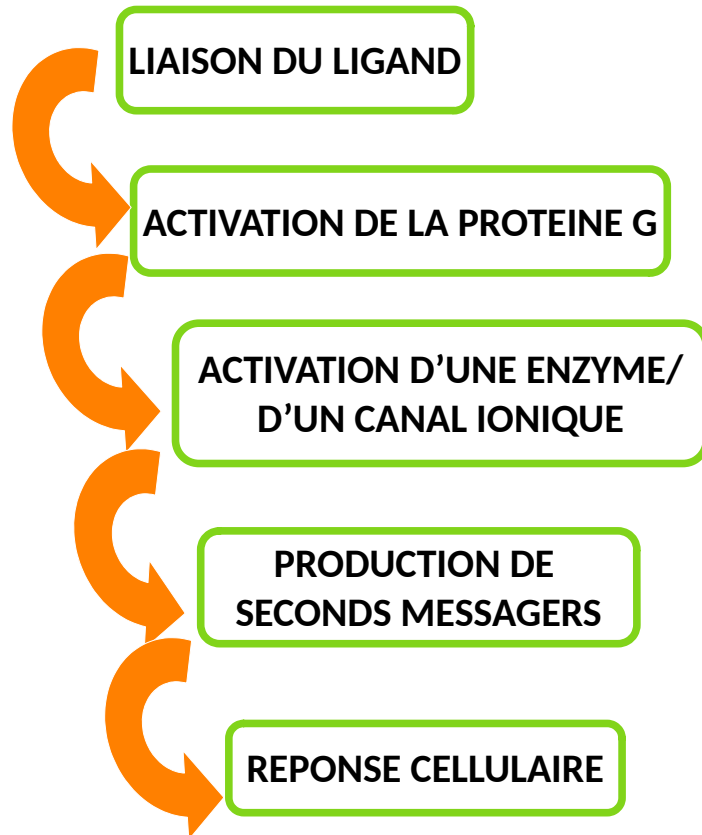 LIAISON DU LIGAND
ACTIVATION DE LA PROTEINE G
ACTIVATION D’UNE ENZYME/
D’UN CANAL IONIQUE
PRODUCTION DE
SECONDS MESSAGERS
REPONSE CELLULAIRE